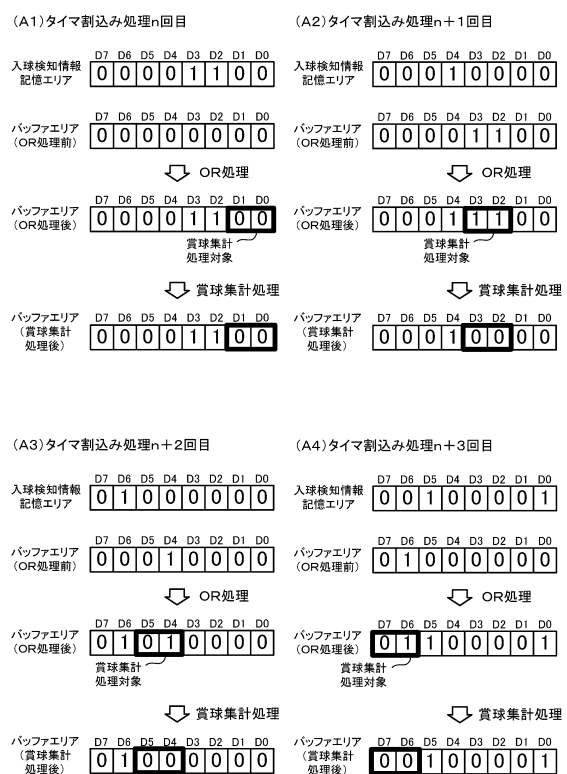 (A1)タイマ割込み処理n回目
D7 D6 D5 D4 D3 D2 D1 D0
入球検知情報
記憶エリア
0 0 0 0 1 1 0 0
D7 D6 D5 D4 D3 D2 D1 D0
バッファエリア
(OR処理前)
0 0 0 0 0 0 0 0
OR処理
D7 D6 D5 D4 D3 D2 D1 D0
バッファエリア
(OR処理後)
0 0 0 0 1 1 0 0
賞球集計
処理対象
賞球集計処理
D7 D6 D5 D4 D3 D2 D1 D0
バッファエリア
(賞球集計
処理後)
0 0 0 0 1 1 0 0
(A2)タイマ割込み処理n+1回目
D7 D6 D5 D4 D3 D2 D1 D0
入球検知情報
記憶エリア
0 0 0 1 0 0 0 0
D7 D6 D5 D4 D3 D2 D1 D0
バッファエリア
(OR処理前)
0 0 0 0 1 1 0 0
OR処理
D7 D6 D5 D4 D3 D2 D1 D0
バッファエリア
(OR処理後)
0 0 0 1 1 1 0 0
賞球集計
処理対象
賞球集計処理
D7 D6 D5 D4 D3 D2 D1 D0
バッファエリア
(賞球集計
処理後)
0 0 0 1 0 0 0 0
(A3)タイマ割込み処理n+2回目
D7 D6 D5 D4 D3 D2 D1 D0
入球検知情報
記憶エリア
0 1 0 0 0 0 0 0
D7 D6 D5 D4 D3 D2 D1 D0
バッファエリア
(OR処理前)
0 0 0 1 0 0 0 0
OR処理
D7 D6 D5 D4 D3 D2 D1 D0
バッファエリア
(OR処理後)
0 1 0 1 0 0 0 0
賞球集計
処理対象
賞球集計処理
D7 D6 D5 D4 D3 D2 D1 D0
バッファエリア
(賞球集計
処理後)
0 1 0 0 0 0 0 0
(A4)タイマ割込み処理n+3回目
D7 D6 D5 D4 D3 D2 D1 D0
入球検知情報
記憶エリア
0 0 1 0 0 0 0 1
D7 D6 D5 D4 D3 D2 D1 D0
バッファエリア
(OR処理前)
0 1 0 0 0 0 0 0
OR処理
D7 D6 D5 D4 D3 D2 D1 D0
バッファエリア
(OR処理後)
0 1 1 0 0 0 0 1
賞球集計
処理対象
賞球集計処理
D7 D6 D5 D4 D3 D2 D1 D0
バッファエリア
(賞球集計
処理後)
0 0 1 0 0 0 0 1